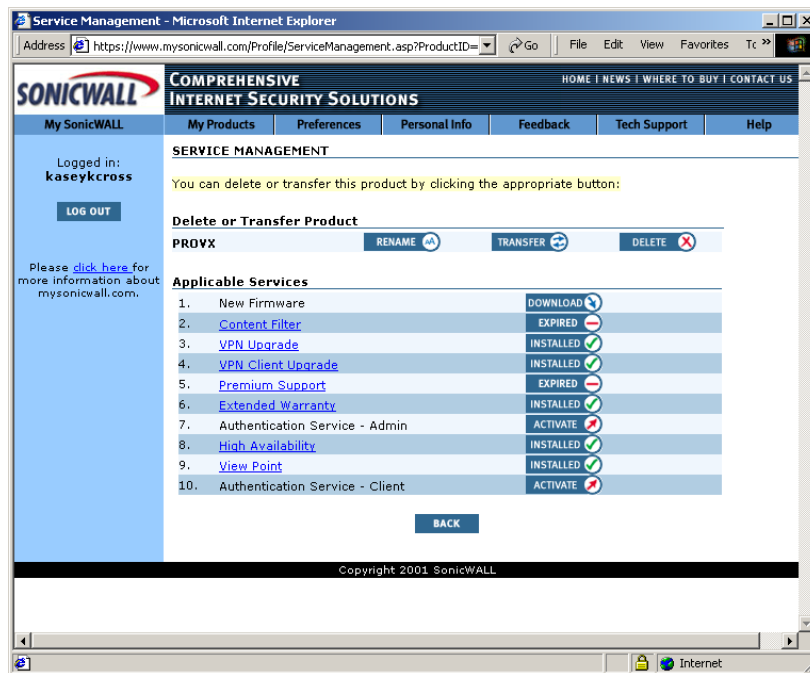 Service Management - Microsoft Internet Explorer
Address https://www.mysonicwall.com/Profile/ServiceManagement.asp?ProductID= Go File Edit View Favorites Tc »
SONICWALL
COMPREHENSIVE
INTERNET SECURITY SOLUTIONS
HOME | NEWS | WHERE TO BUY | CONTACT US
My SonicWALL My Products Preferences Personal Info Feedback Tech Support Help
Logged in:
kaseykcross
LOG OUT
Please click here for
more information about
mysonicwall.com.
SERVICE MANAGEMENT
You can delete or transfer this product by clicking the appropriate button:
Delete or Transfer Product
PROVX RENAME AA TRANSFER DELETE
Applicable Services
1. New Firmware DOWNLOAD
2. Content Filter EXPIRED
3. VPN Upgrade INSTALLED
4. VPN Client Upgrade INSTALLED
5. Premium Support EXPIRED
6. Extended Warranty INSTALLED
7. Authentication Service - Admin ACTIVATE
8. High Availability INSTALLED
9. View Point INSTALLED
10. Authentication Service - Client ACTIVATE
BACK
Copyright 2001 SonicWALL
Internet